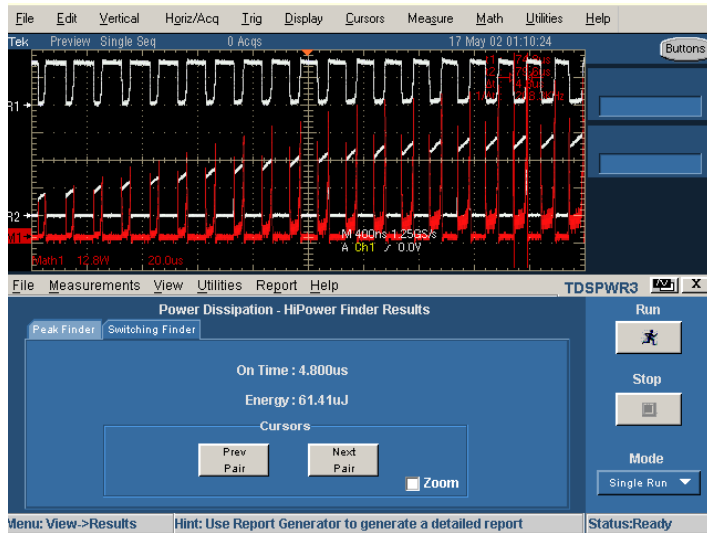 File Edit Vertical Horiz/Acq Trig Display Cursors Measure Math Utilities Help
Tek Preview Single Seq 0 Acqs 17 May 02 01:10:24
Buttons
R1
R2
M 400ns 1.25GS/s
A Ch1 / 0.0V
Math1 12.8W 20.0us
File Measurements View Utilities Report Help
TDSPWR3
X
Power Dissipation - HiPower Finder Results
Run
Peak Finder Switching Finder
On Time : 4.800us
Stop
Energy : 61.41uJ
Cursors
Prev Pair
Next Pair
Zoom
Mode
Single Run
Menu: View->Results Hint: Use Report Generator to generate a detailed report Status:Ready